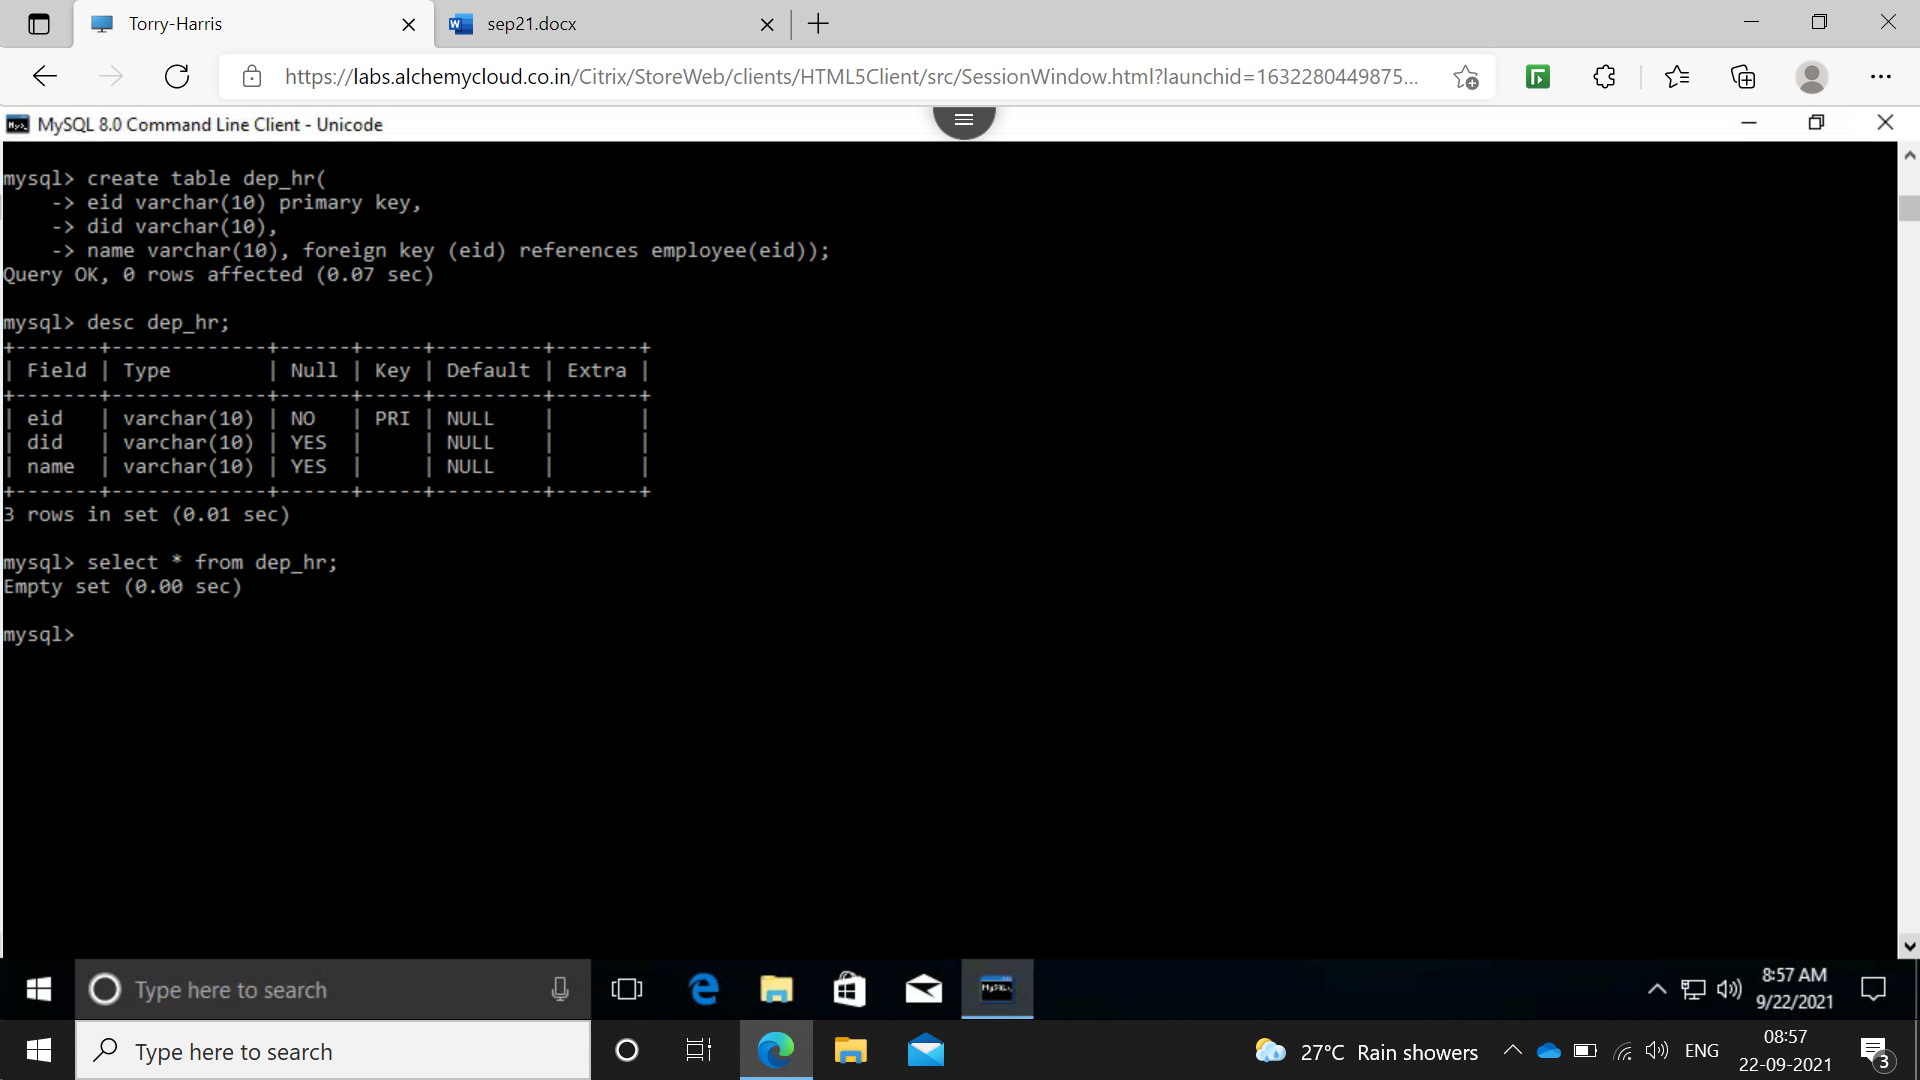 Torry-Harris
sep21.docx
https://labs.alchemycloud.co.in/Citrix/StoreWeb/clients/HTML5Client/src/SessionWindow.html?launchid=1632280449875...
MySQL 8.0 Command Line Client - Unicode
mysql> create table dep_hr(
    -> eid varchar(10) primary key,
    -> did varchar(10),
    -> name varchar(10), foreign key (eid) references employee(eid));
Query OK, 0 rows affected (0.07 sec)
mysql> desc dep_hr;
+-------+-------------+------+-----+---------+-------+
| Field | Type        | Null | Key | Default | Extra |
+-------+-------------+------+-----+---------+-------+
| eid   | varchar(10) | NO   | PRI | NULL    |       |
| did   | varchar(10) | YES  |     | NULL    |       |
| name  | varchar(10) | YES  |     | NULL    |       |
+-------+-------------+------+-----+---------+-------+
3 rows in set (0.01 sec)
mysql> select * from dep_hr;
Empty set (0.00 sec)
mysql>
Type here to search
8:57 AM
9/22/2021
Type here to search
27°C Rain showers
ENG
08:57
22-09-2021
3